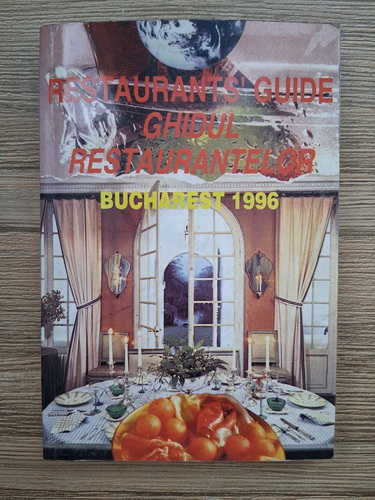 RESTAURANTS' GUIDE
GHIDUL
RESTAURANTELOR
BUCHAREST 1996